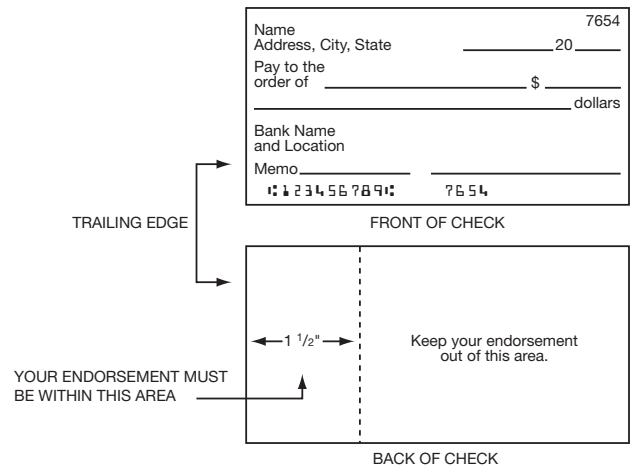 7654
Name
Address, City, State 20
Pay to the
order of $
dollars
Bank Name
and Location
Memo
⑆123456789⑆ 7654
FRONT OF CHECK
TRAILING EDGE
1 1/2"
Keep your endorsement
out of this area.
YOUR ENDORSEMENT MUST
BE WITHIN THIS AREA
BACK OF CHECK